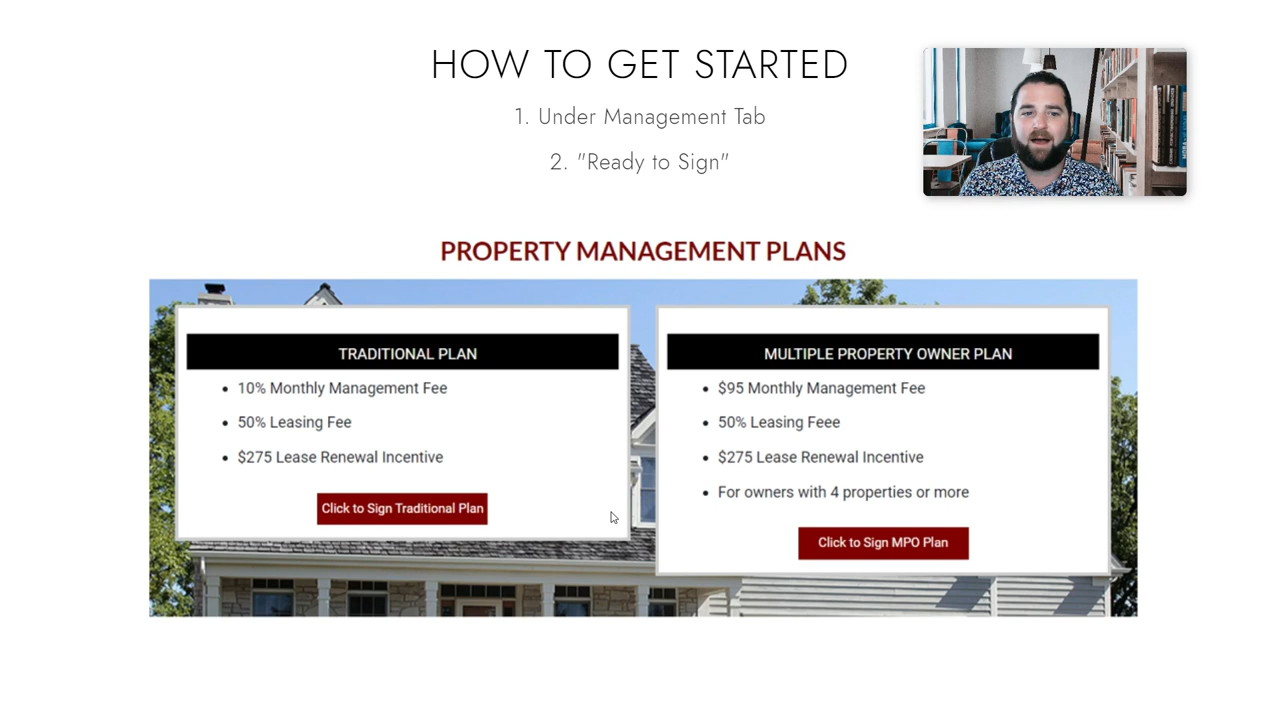 HOW TO GET STARTED
1. Under Management Tab
2. "Ready to Sign"
PROPERTY MANAGEMENT PLANS
TRADITIONAL PLAN
• 10% Monthly Management Fee
• 50% Leasing Fee
• $275 Lease Renewal Incentive
Click to Sign Traditional Plan
MULTIPLE PROPERTY OWNER PLAN
• $95 Monthly Management Fee
• 50% Leasing Feee
• $275 Lease Renewal Incentive
• For owners with 4 properties or more
Click to Sign MPO Plan